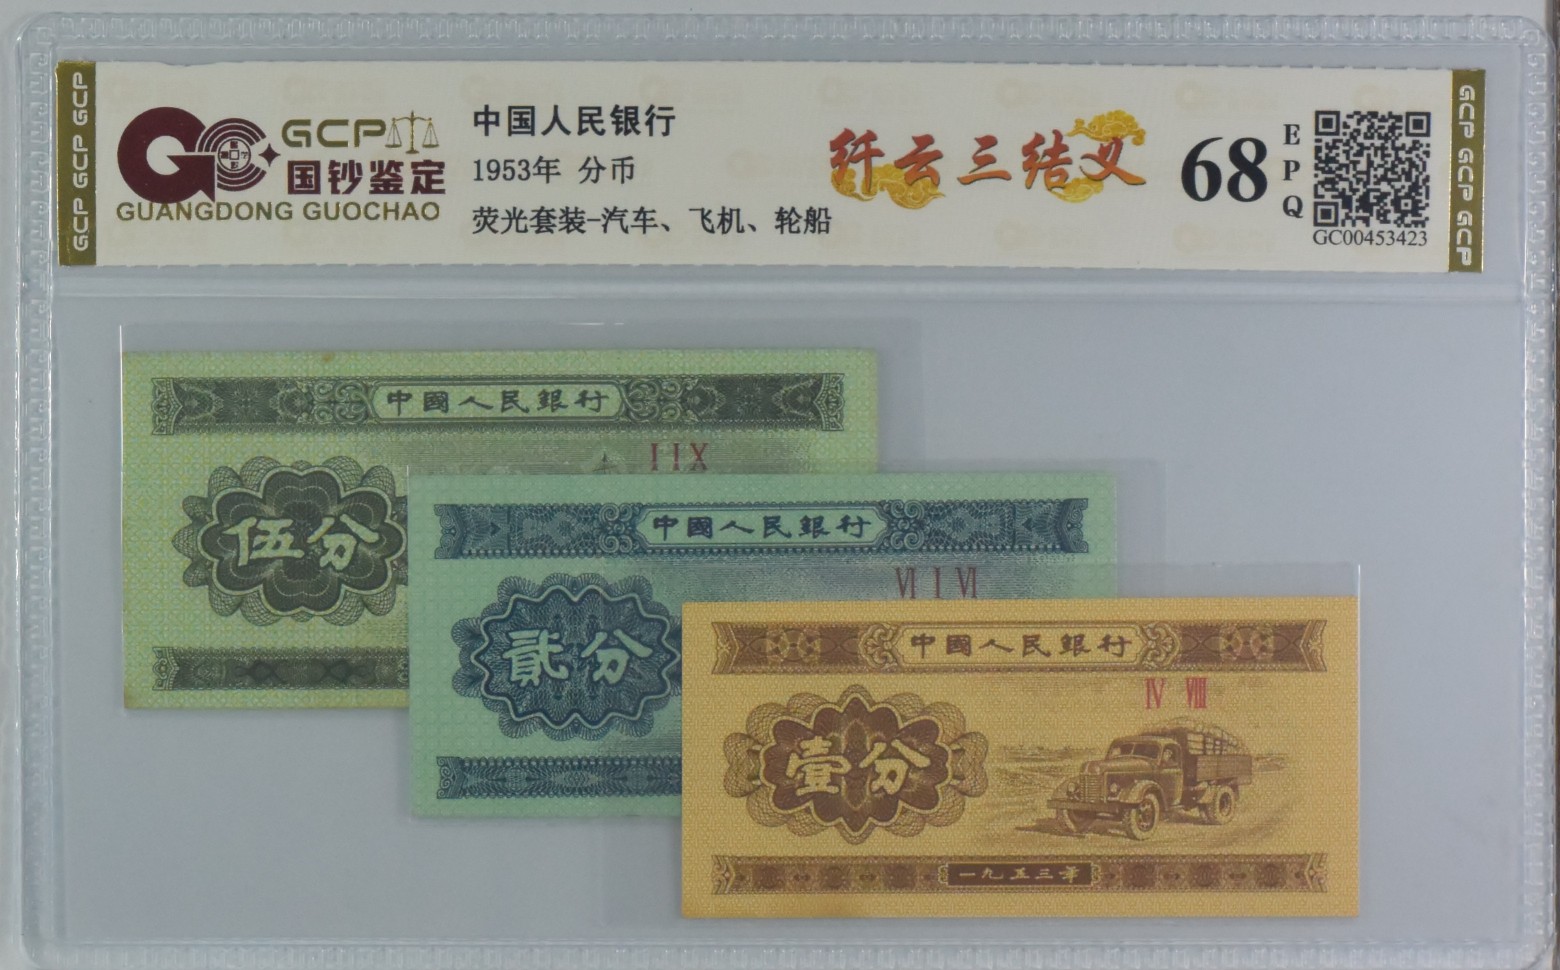 GCP GCP GCP
GCP
国钞鉴定
GUANGDONG GUOCHAO
中国人民银行
1953年 分币
荧光套装-汽车、飞机、轮船
纤云三结义
68
EPQ
GC00453423
GCP GCP GCP
中國人民銀行
IIX
伍分
中國人民銀行
VI I VI
貳分
中國人民銀行
IV VIII
壹分
一九五三年